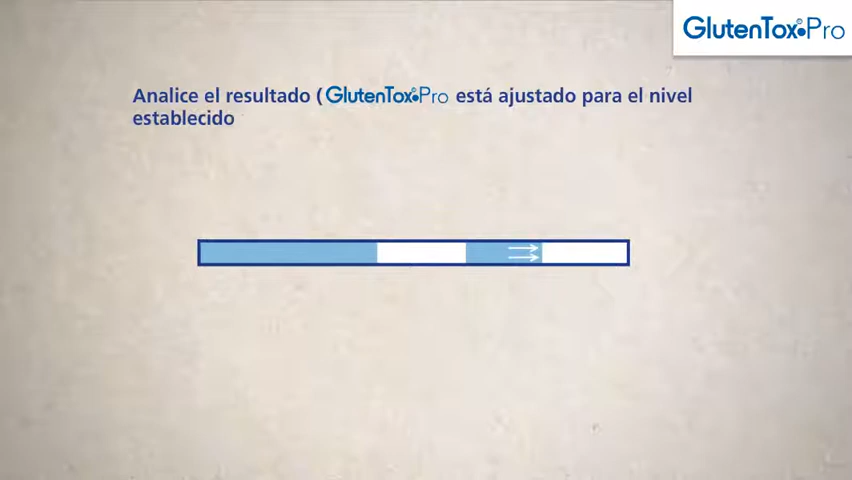 GlutenTox Pro
Analice el resultado (GlutenTox Pro está ajustado para el nivel
establecido